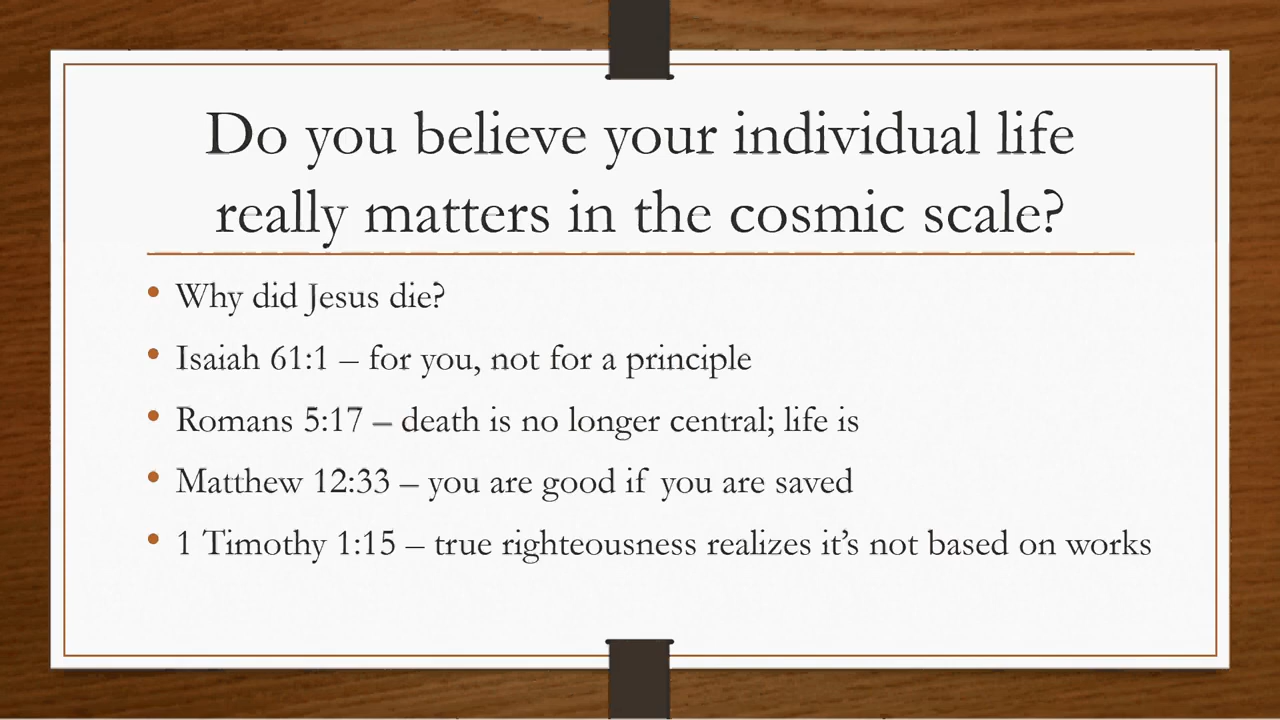 Do you believe your individual life
really matters in the cosmic scale?
• Why did Jesus die?
• Isaiah 61:1 – for you, not for a principle
• Romans 5:17 – death is no longer central; life is
• Matthew 12:33 – you are good if you are saved
• 1 Timothy 1:15 – true righteousness realizes it’s not based on works